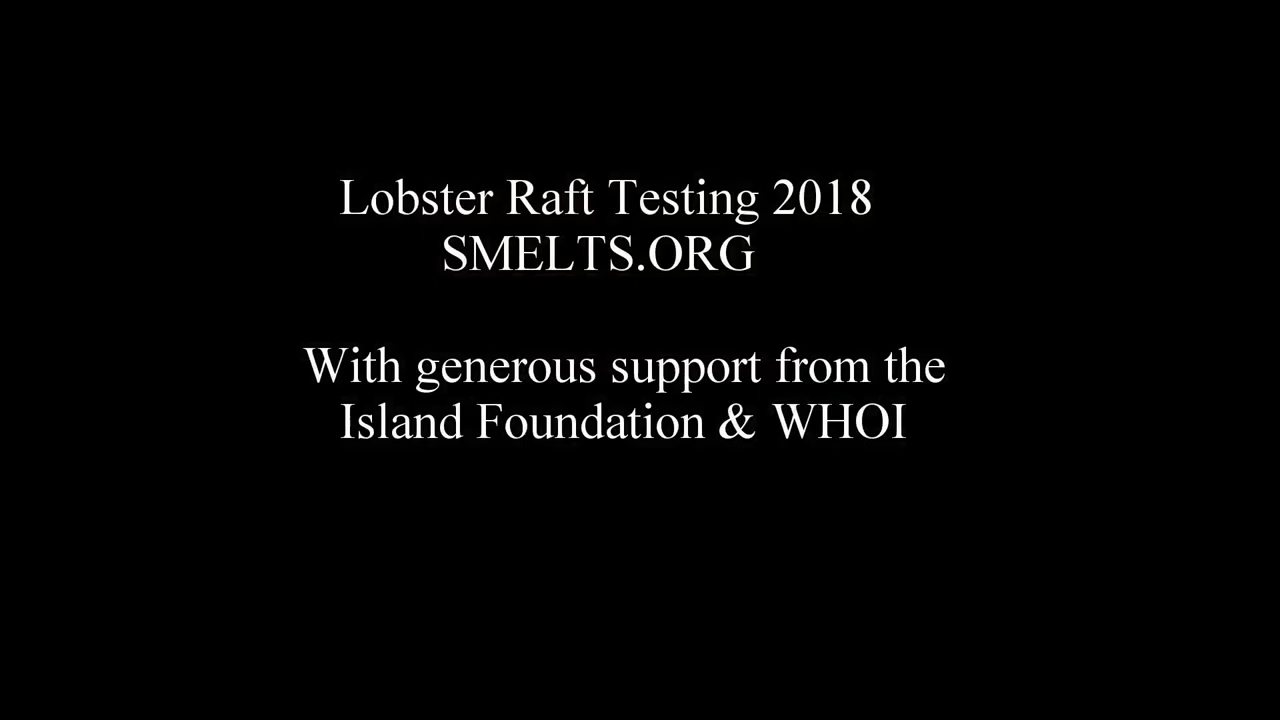 Lobster Raft Testing 2018
SMELTS.ORG
With generous support from the
Island Foundation & WHOI